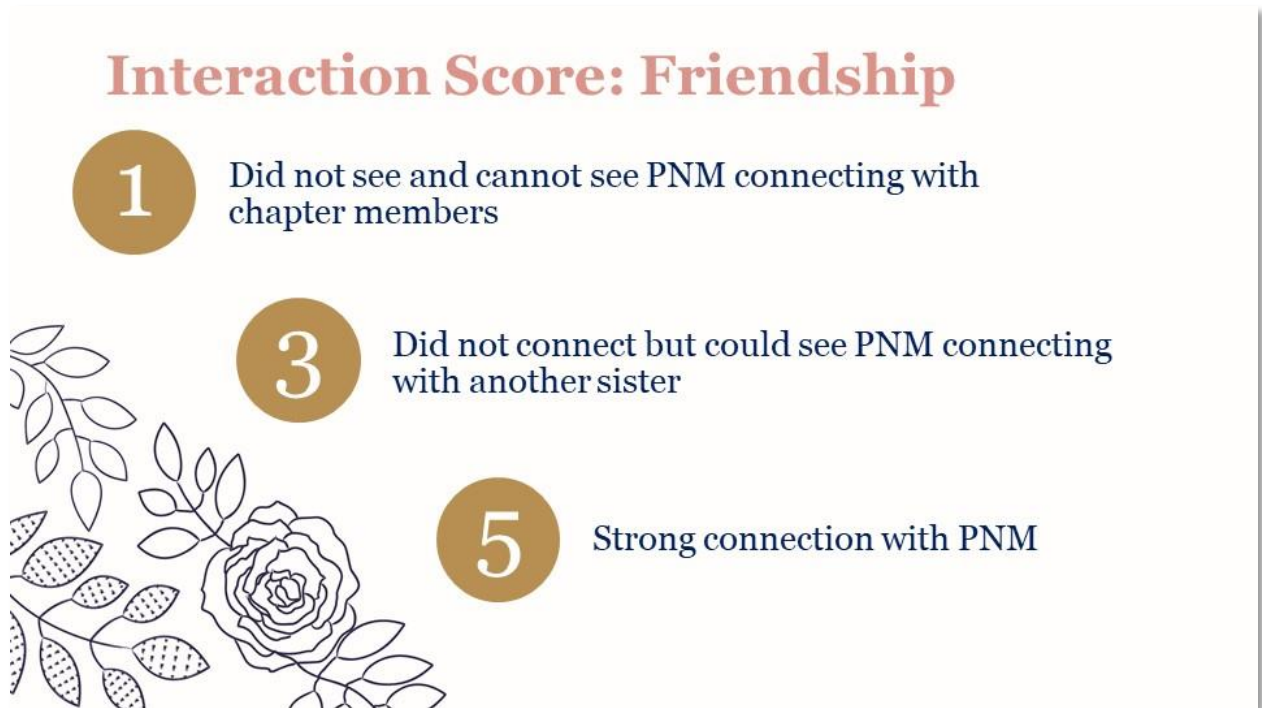 Interaction Score: Friendship
1
Did not see and cannot see PNM connecting with
chapter members
3
Did not connect but could see PNM connecting
with another sister
5
Strong connection with PNM